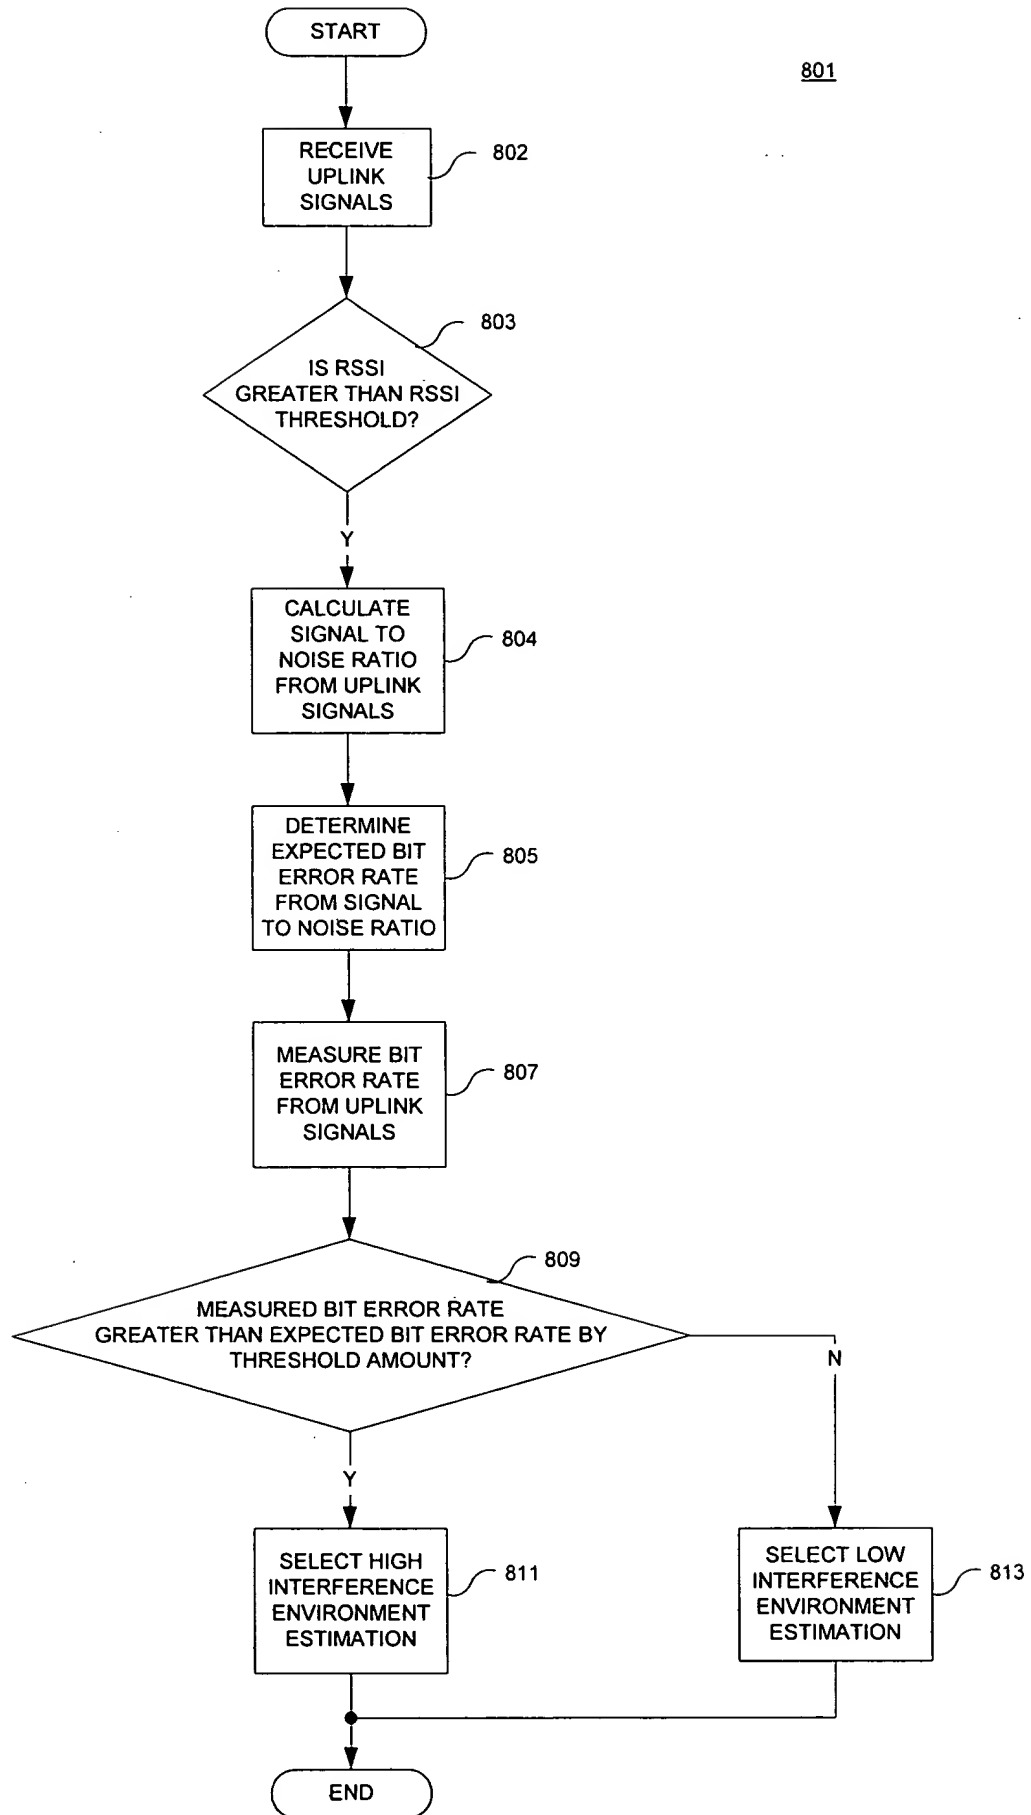 START
801
RECEIVE
UPLINK
SIGNALS
802
803
IS RSSI
GREATER THAN RSSI
THRESHOLD?
Y
CALCULATE
SIGNAL TO
NOISE RATIO
FROM UPLINK
SIGNALS
804
DETERMINE
EXPECTED BIT
ERROR RATE
FROM SIGNAL
TO NOISE RATIO
805
MEASURE BIT
ERROR RATE
FROM UPLINK
SIGNALS
807
809
MEASURED BIT ERROR RATE
GREATER THAN EXPECTED BIT ERROR RATE BY
THRESHOLD AMOUNT?
N
Y
SELECT HIGH
INTERFERENCE
ENVIRONMENT
ESTIMATION
811
SELECT LOW
INTERFERENCE
ENVIRONMENT
ESTIMATION
813
END